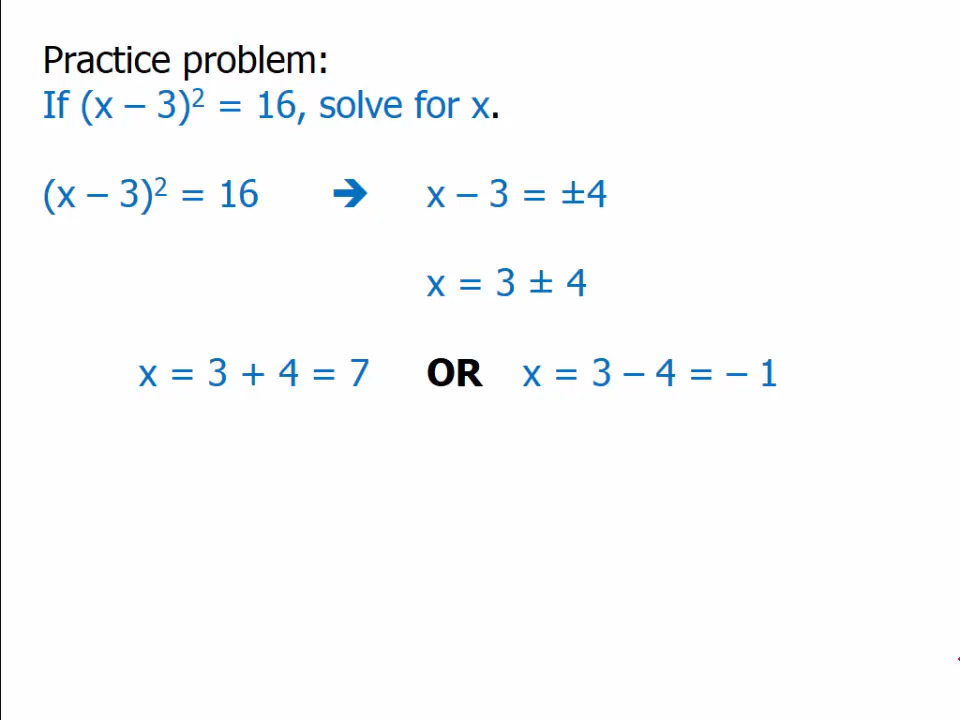 Practice problem:
If (x – 3)² = 16, solve for x.
(x – 3)² = 16 ➔ x – 3 = ±4
x = 3 ± 4
x = 3 + 4 = 7 OR x = 3 – 4 = – 1